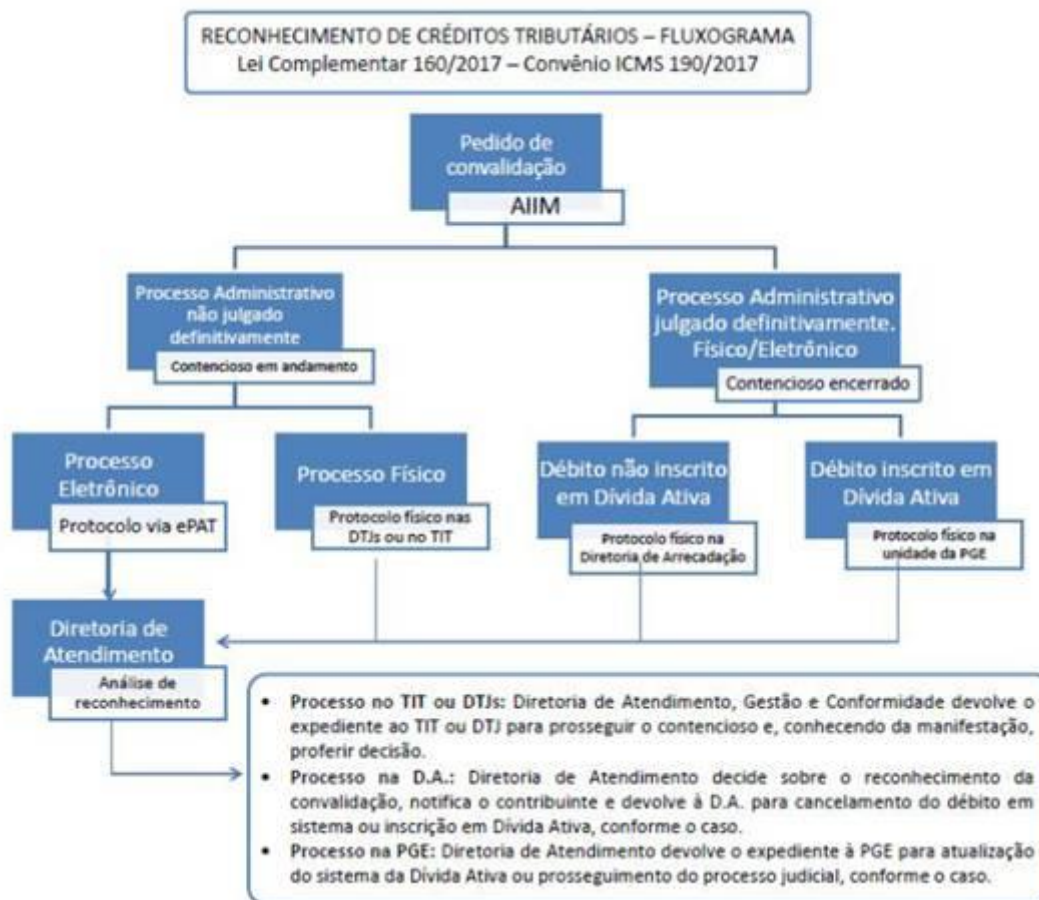 RECONHECIMENTO DE CRÉDITOS TRIBUTÁRIOS – FLUXOGRAMA
Lei Complementar 160/2017 – Convênio ICMS 190/2017
Pedido de
convalidação
AIIM
Processo Administrativo
não julgado
definitivamente
Contencioso em andamento
Processo Administrativo
julgado definitivamente.
Físico/Eletrônico
Contencioso encerrado
Processo
Eletrônico
Protocolo via ePAT
Processo Físico
Protocolo físico nas
DTJs ou no TIT
Débito não inscrito
em Dívida Ativa
Protocolo físico na
Diretoria de Arrecadação
Débito inscrito em
Dívida Ativa
Protocolo físico na
unidade da PGE
Diretoria de
Atendimento
Análise de
reconhecimento
• Processo no TIT ou DTJs: Diretoria de Atendimento, Gestão e Conformidade devolve o
expediente ao TIT ou DTJ para prosseguir o contencioso e, conhecendo da manifestação,
proferir decisão.
• Processo na D.A.: Diretoria de Atendimento decide sobre o reconhecimento da
convalidação, notifica o contribuinte e devolve à D.A. para cancelamento do débito em
sistema ou inscrição em Dívida Ativa, conforme o caso.
• Processo na PGE: Diretoria de Atendimento devolve o expediente à PGE para atualização
do sistema da Dívida Ativa ou prosseguimento do processo judicial, conforme o caso.